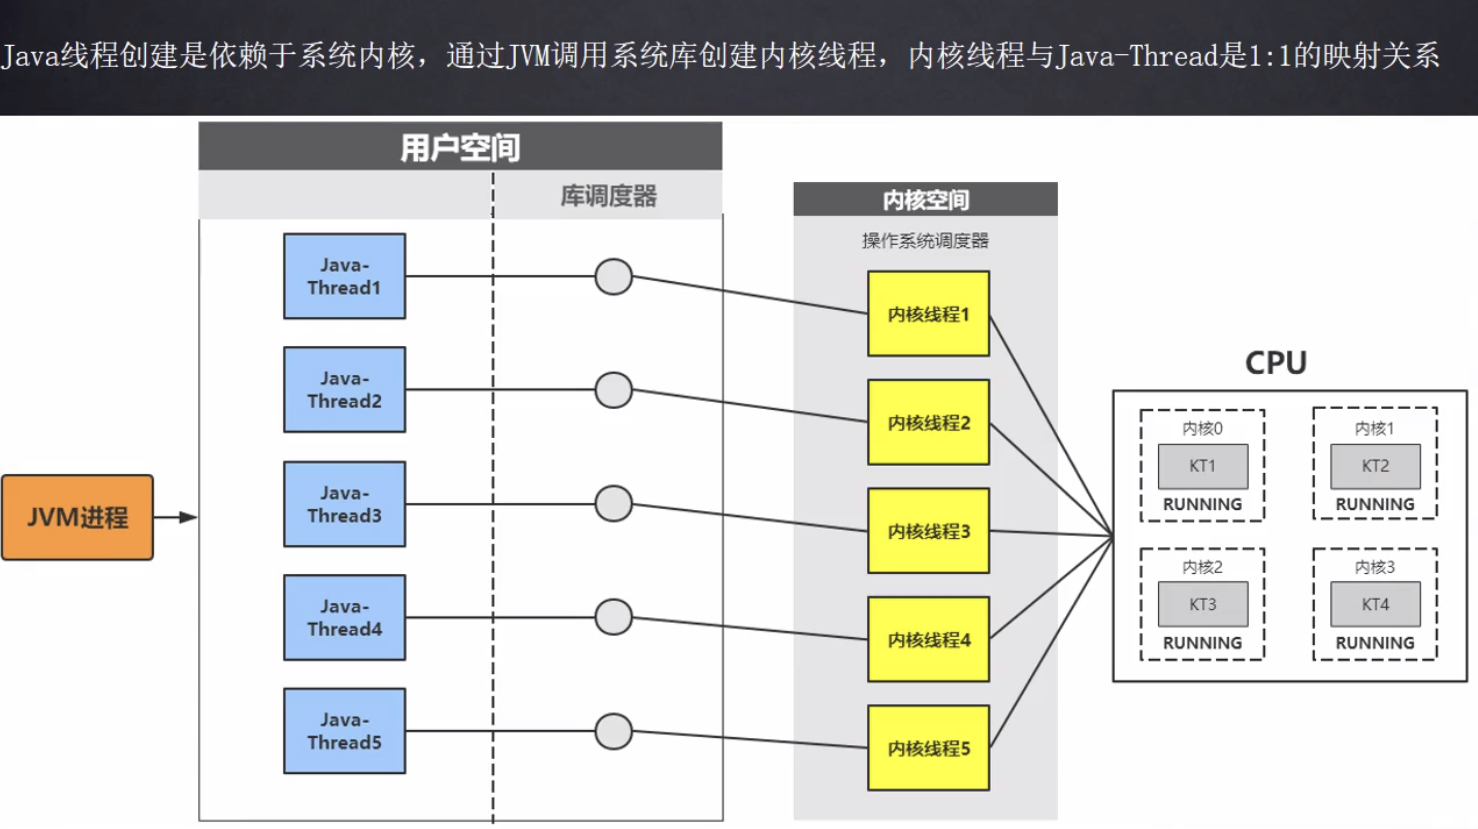 Java线程创建是依赖于系统内核，通过JVM调用系统库创建内核线程，内核线程与Java-Thread是1:1的映射关系
用户空间
库调度器
Java-
Thread1
Java-
Thread2
Java-
Thread3
Java-
Thread4
Java-
Thread5
JVM进程
内核空间
操作系统调度器
内核线程1
内核线程2
内核线程3
内核线程4
内核线程5
CPU
内核0
KT1
RUNNING
内核1
KT2
RUNNING
内核2
KT3
RUNNING
内核3
KT4
RUNNING